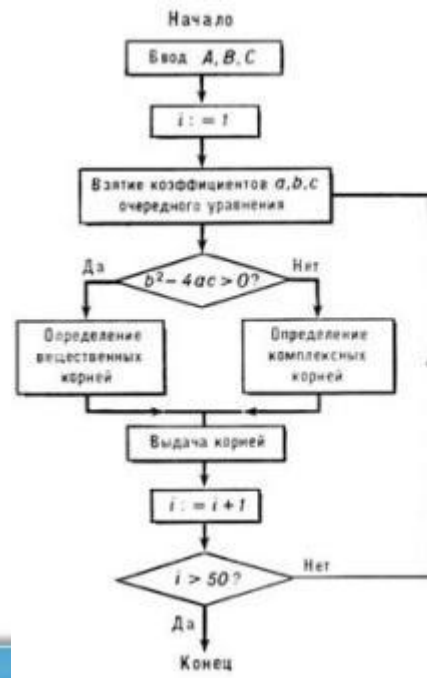 Начало
Ввод A, B, C
i := 1
Взятие коэффициентов a,b,c
очередного уравнения
Да
b² – 4ac > 0?
Нет
Определение
вещественных
корней
Определение
комплексных
корней
Выдача корней
i := i + 1
i > 50?
Нет
Да
Конец